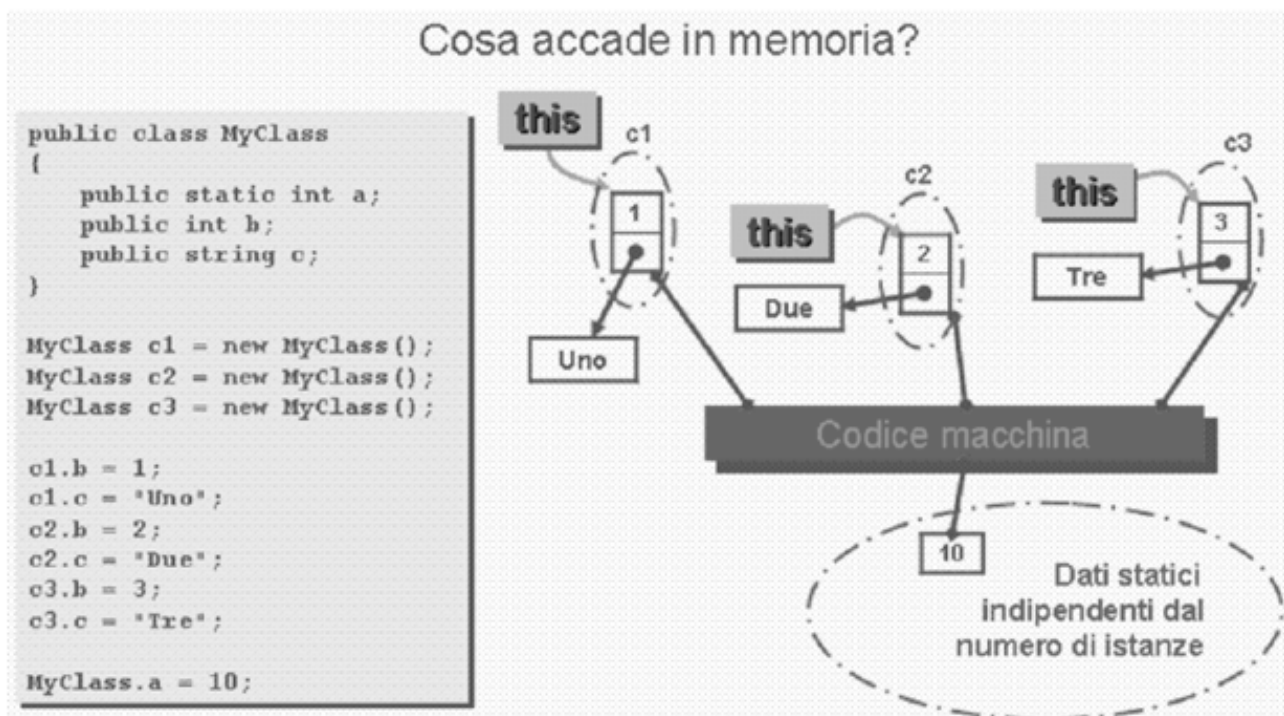 Cosa accade in memoria?
public class MyClass
{
public static int a;
public int b;
public string c;
}
MyClass c1 = new MyClass();
MyClass c2 = new MyClass();
MyClass c3 = new MyClass();
c1.b = 1;
c1.c = "Uno";
c2.b = 2;
c2.c = "Due";
c3.b = 3;
c3.c = "Tre";
MyClass.a = 10;
this
c1
1
Uno
this
c2
2
Due
this
c3
3
Tre
Codice macchina
10
Dati statici
indipendenti dal
numero di istanze